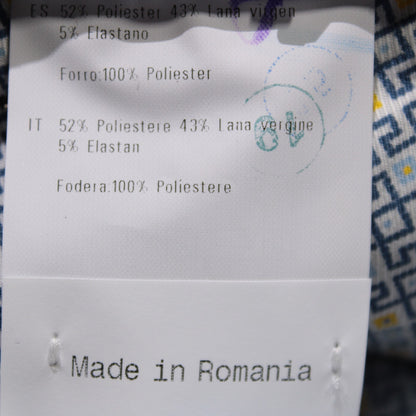 ES 52% Poliester 43% Lana virgen
5% Elastano
Forro:100% Poliester
IT 52% Poliestere 43% Lana vergine
5% Elastan
Fodera:100% Poliestere
Made in Romania